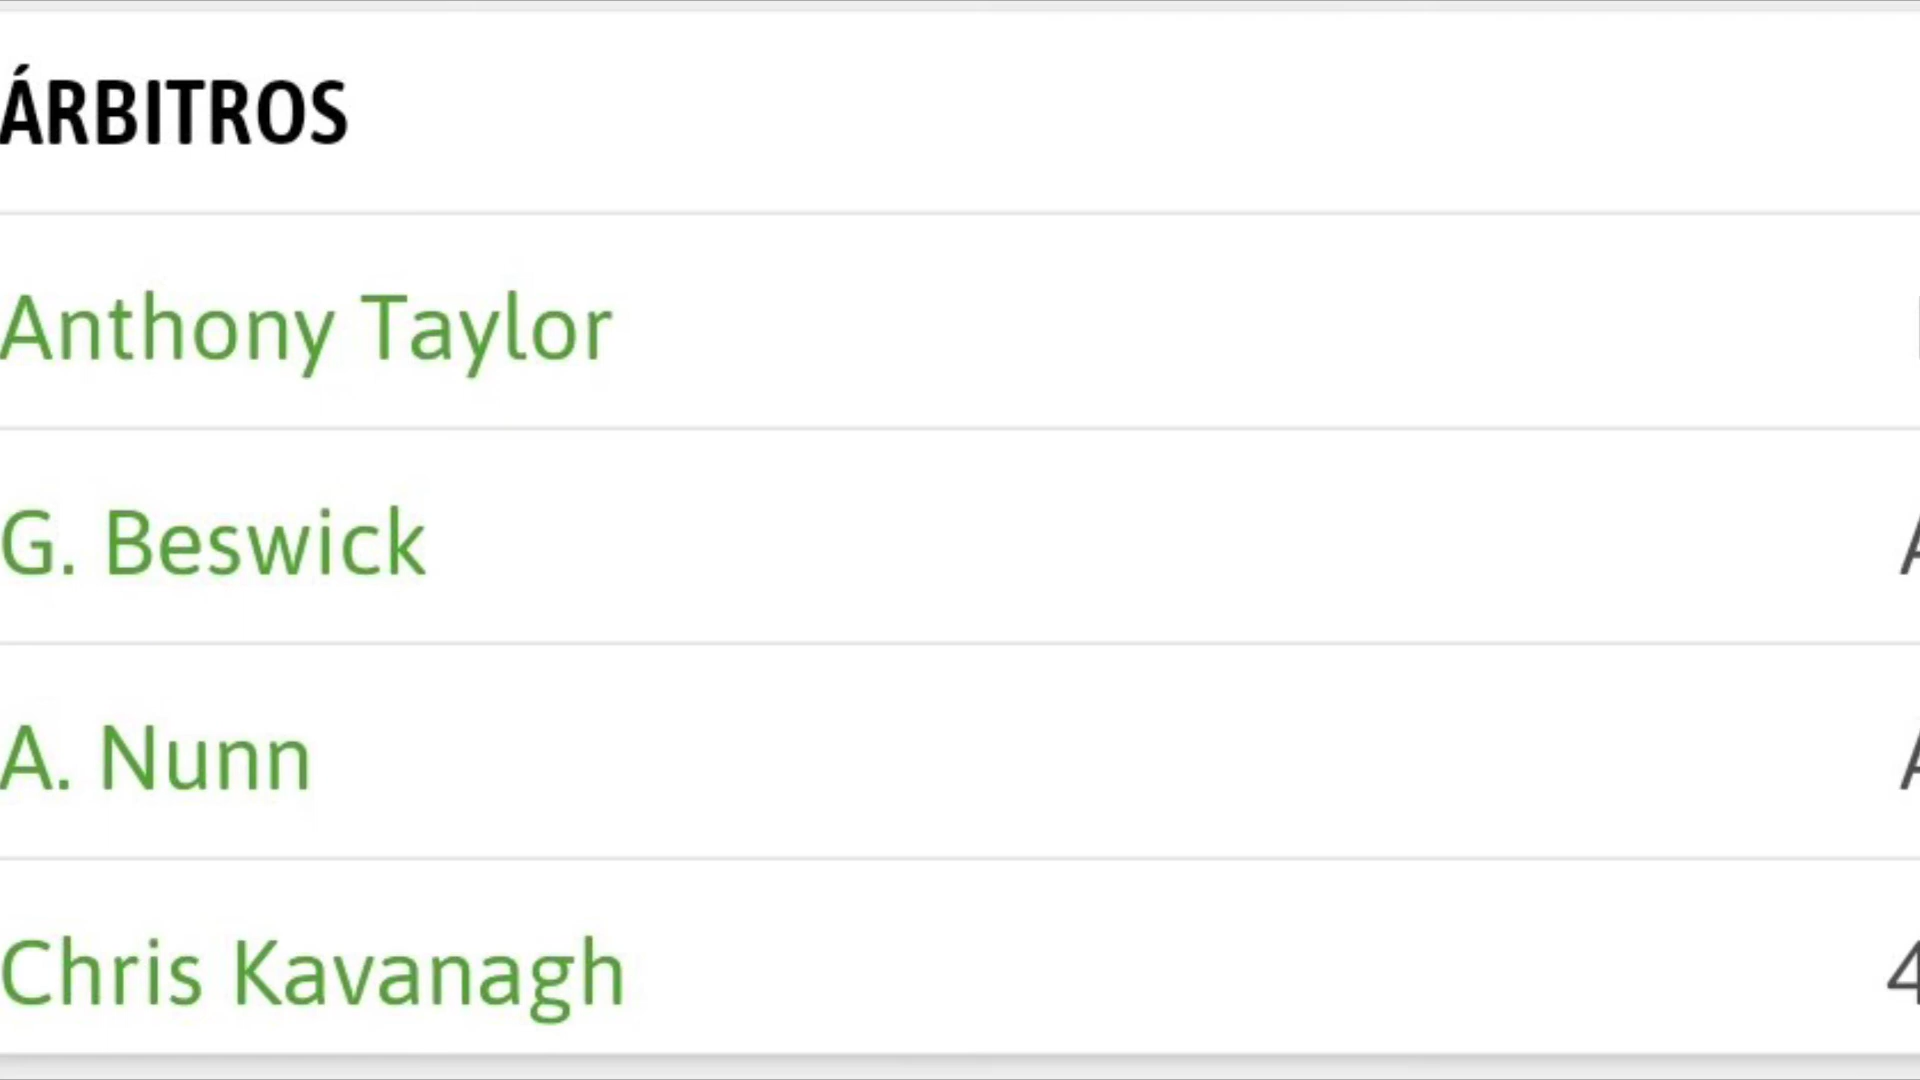 ÁRBITROS
Anthony Taylor
G. Beswick
A. Nunn
Chris Kavanagh